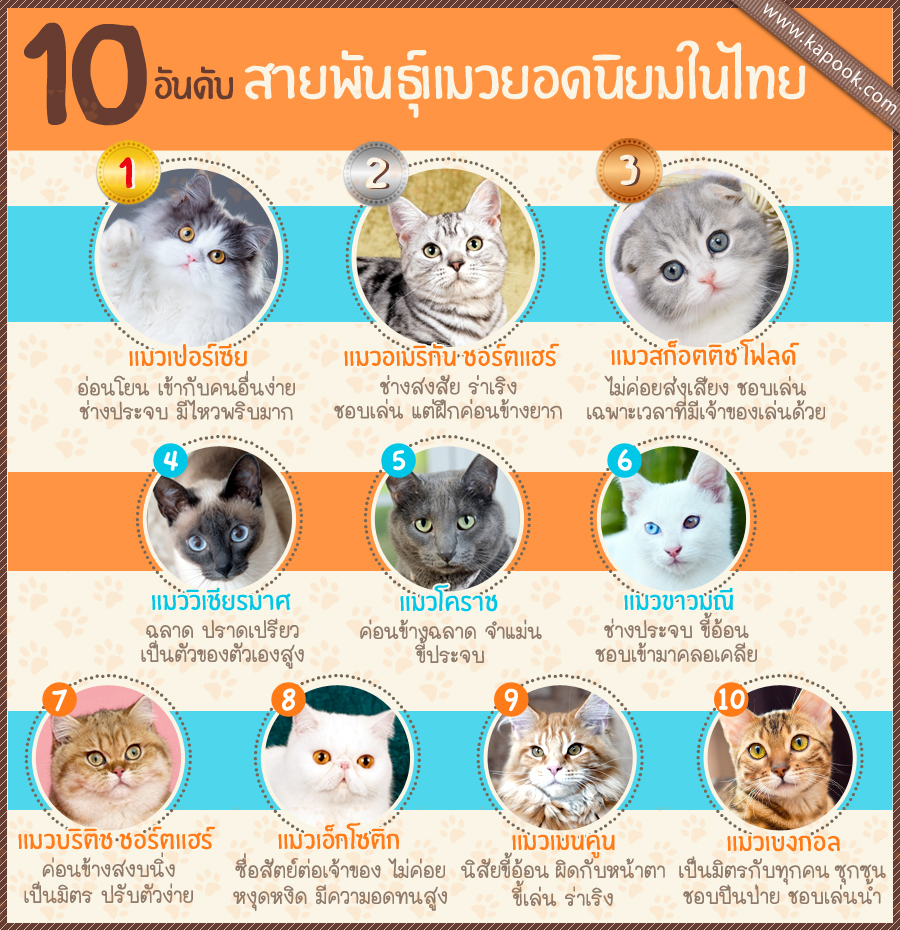 10 อันดับ สายพันธุ์แมวยอดนิยมในไทย
www.kapook.com
1
2
3
แมวเปอร์เซีย
อ่อนโยน เข้ากับคนอื่นง่าย
ช่างประจบ มีไหวพริบมาก
แมวอเมริกัน ชอร์ตแฮร์
ช่างสงสัย ร่าเริง
ชอบเล่น แต่ฝึกค่อนข้างยาก
แมวสก็อตติช โฟลด์
ไม่ค่อยส่งเสียง ชอบเล่น
เฉพาะเวลาที่มีเจ้าของเล่นด้วย
4
5
6
แมววิเชียรมาศ
ฉลาด ปราดเปรียว
เป็นตัวของตัวเองสูง
แมวโคราช
ค่อนข้างฉลาด จำแม่น
ขี้ประจบ
แมวขาวมณี
ช่างประจบ ขี้อ้อน
ชอบเข้ามาคลอเคลีย
7
8
9
10
แมวบริติช ชอร์ตแฮร์
ค่อนข้างสงบนิ่ง
เป็นมิตร ปรับตัวง่าย
แมวเอ็กโซติก
ซื่อสัตย์ต่อเจ้าของ ไม่ค่อย
หงุดหงิด มีความอดทนสูง
แมวเมนคูน
นิสัยขี้อ้อน ผิดกับหน้าตา
ขี้เล่น ร่าเริง
แมวเบงกอล
เป็นมิตรกับทุกคน ซุกซน
ชอบปีนป่าย ชอบเล่นน้ำ